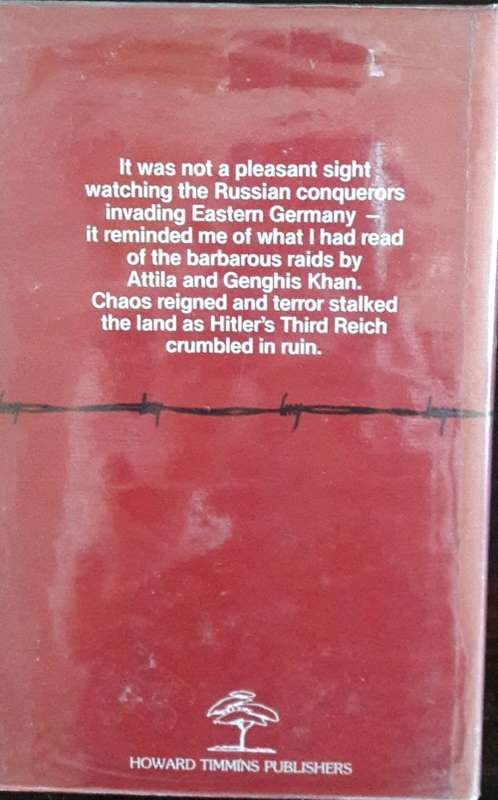 It was not a pleasant sight
watching the Russian conquerors
invading Eastern Germany —
it reminded me of what I had read
of the barbarous raids by
Attila and Genghis Khan.
Chaos reigned and terror stalked
the land as Hitler's Third Reich
crumbled in ruin.
HOWARD TIMMINS PUBLISHERS